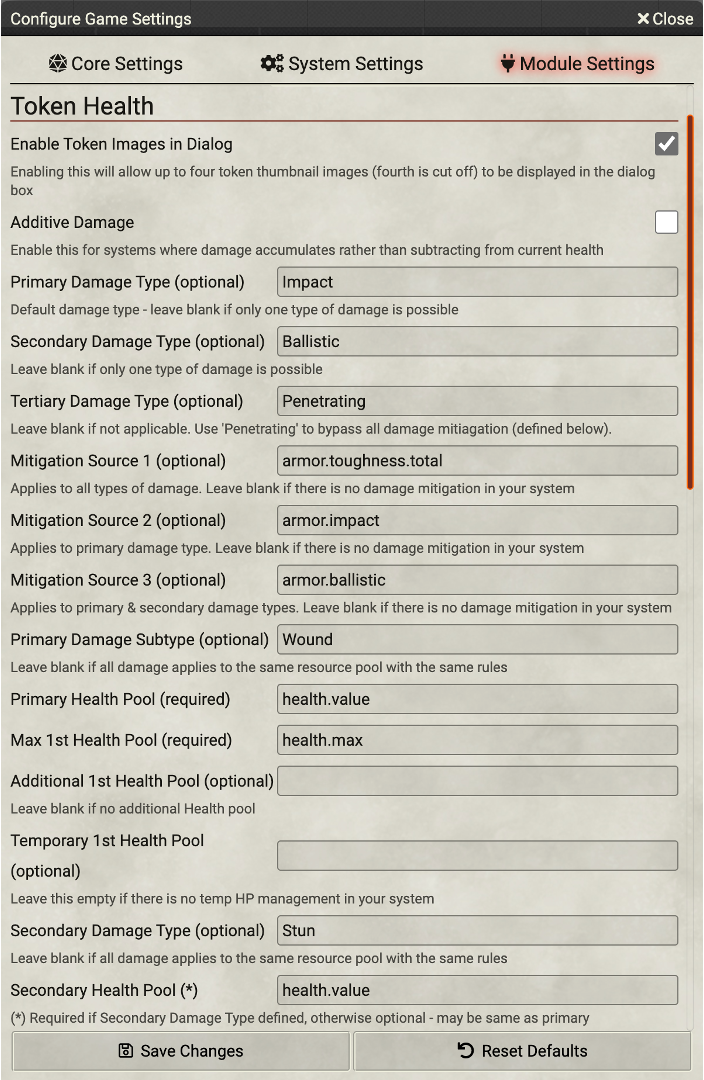 Configure Game Settings
Close
Core Settings
System Settings
Module Settings
Token Health
Enable Token Images in Dialog
Enabling this will allow up to four token thumbnail images (fourth is cut off) to be displayed in the dialog
box
Additive Damage
Enable this for systems where damage accumulates rather than subtracting from current health
Primary Damage Type (optional) Impact
Default damage type - leave blank if only one type of damage is possible
Secondary Damage Type (optional) Ballistic
Leave blank if only one type of damage is possible
Tertiary Damage Type (optional) Penetrating
Leave blank if not applicable. Use 'Penetrating' to bypass all damage mitiagation (defined below).
Mitigation Source 1 (optional) armor.toughness.total
Applies to all types of damage. Leave blank if there is no damage mitigation in your system
Mitigation Source 2 (optional) armor.impact
Applies to primary damage type. Leave blank if there is no damage mitigation in your system
Mitigation Source 3 (optional) armor.ballistic
Applies to primary & secondary damage types. Leave blank if there is no damage mitigation in your system
Primary Damage Subtype (optional) Wound
Leave blank if all damage applies to the same resource pool with the same rules
Primary Health Pool (required) health.value
Max 1st Health Pool (required) health.max
Additional 1st Health Pool (optional)
Leave blank if no additional Health pool
Temporary 1st Health Pool
(optional)
Leave this empty if there is no temp HP management in your system
Secondary Damage Type (optional) Stun
Leave blank if all damage applies to the same resource pool with the same rules
Secondary Health Pool (*) health.value
(*) Required if Secondary Damage Type defined, otherwise optional - may be same as primary
Save Changes
Reset Defaults